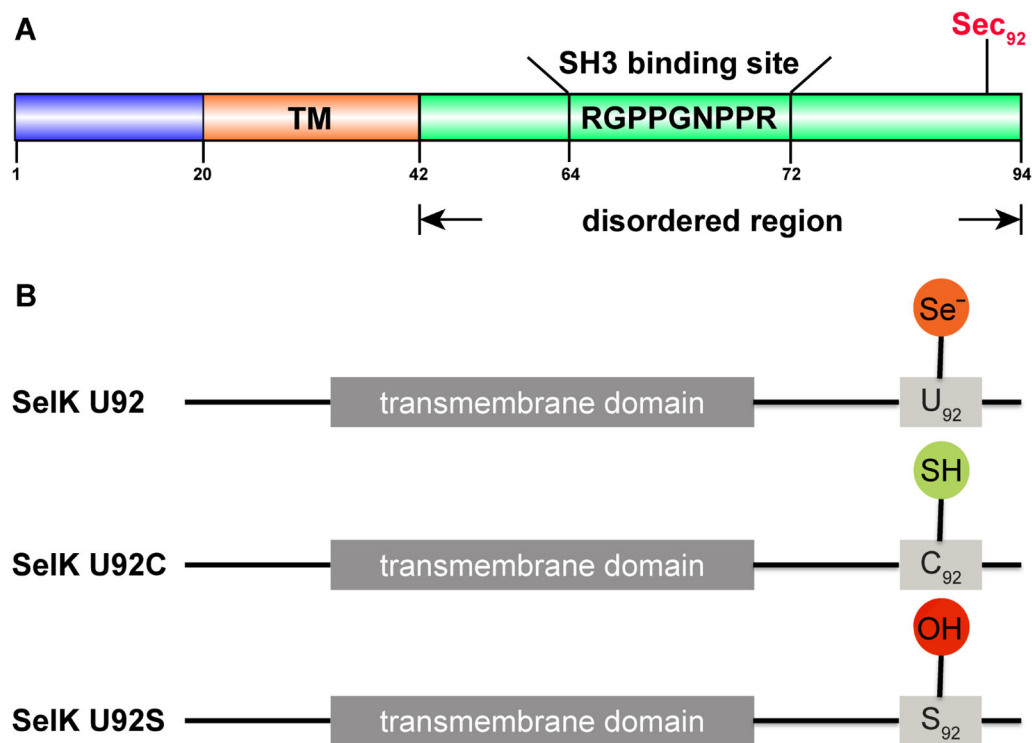 A
Sec₉₂
SH3 binding site
TM
RGPPGNPPR
1 20 42 64 72 94
disordered region
B
Se⁻
SelK U92 transmembrane domain U₉₂
SH
SelK U92C transmembrane domain C₉₂
OH
SelK U92S transmembrane domain S₉₂